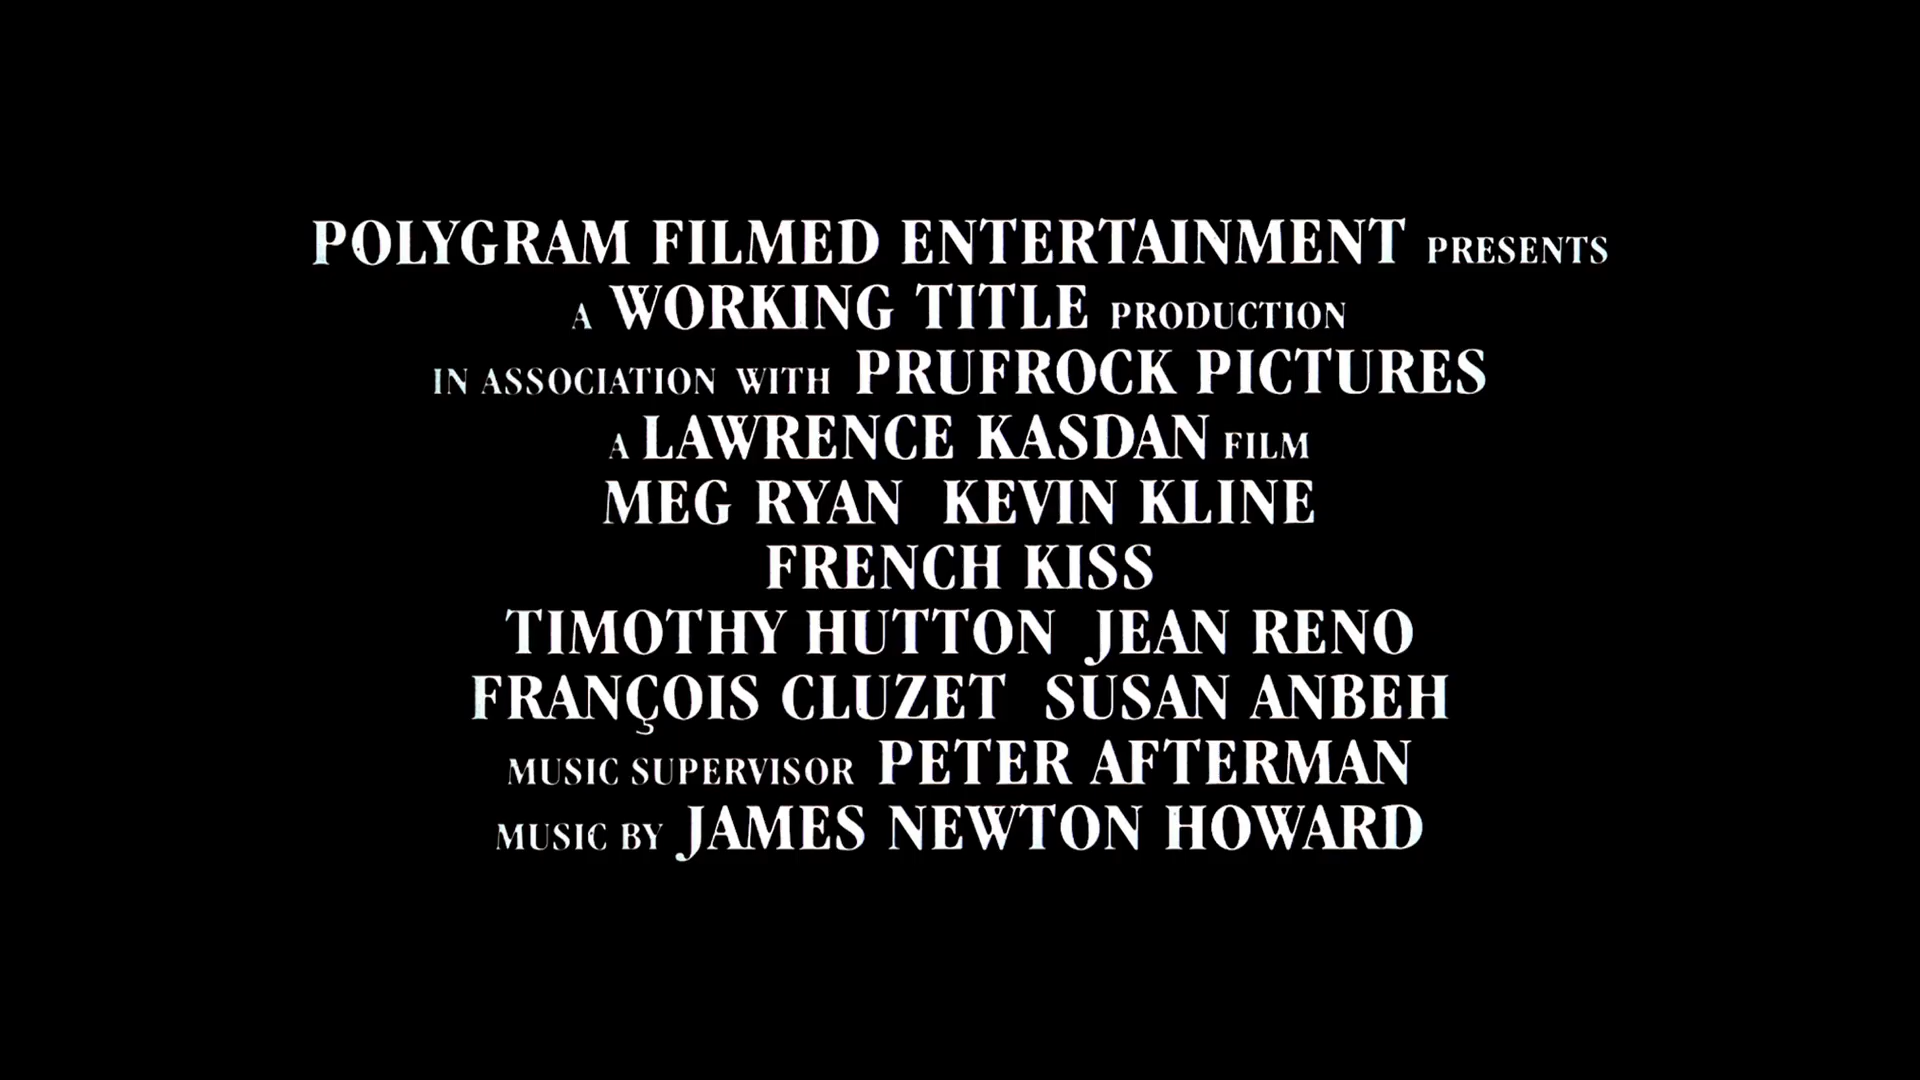 POLYGRAM FILMED ENTERTAINMENT PRESENTS
A WORKING TITLE PRODUCTION
IN ASSOCIATION WITH PRUFROCK PICTURES
A LAWRENCE KASDAN FILM
MEG RYAN KEVIN KLINE
FRENCH KISS
TIMOTHY HUTTON JEAN RENO
FRANÇOIS CLUZET SUSAN ANBEH
MUSIC SUPERVISOR PETER AFTERMAN
MUSIC BY JAMES NEWTON HOWARD